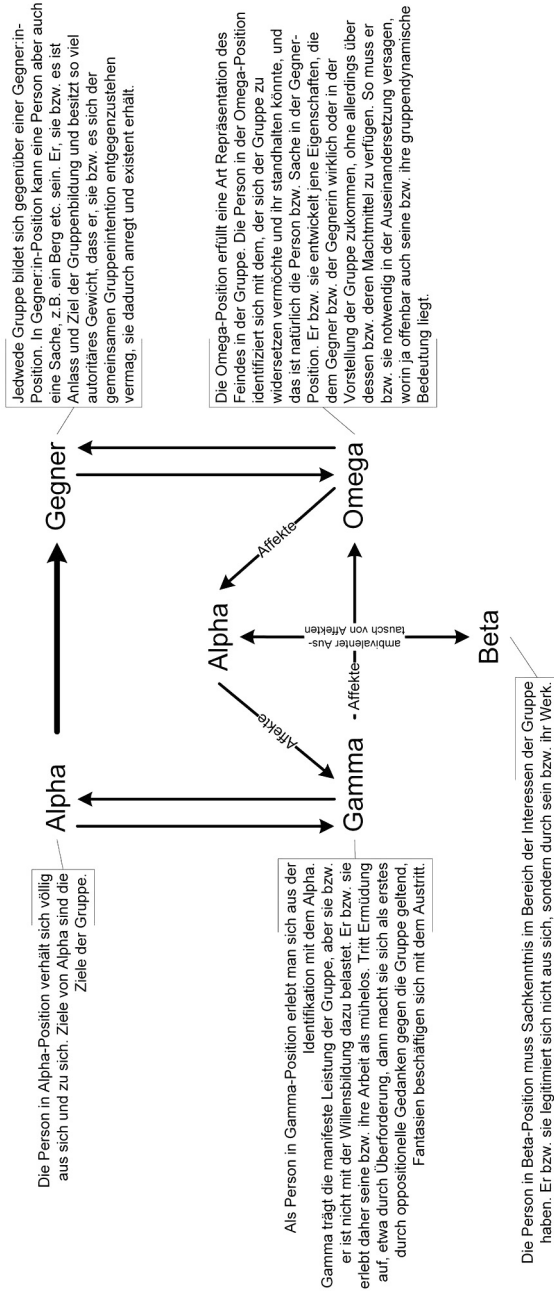 Die Person in Alpha-Position verhält sich völlig
aus sich und zu sich. Ziele von Alpha sind die
Ziele der Gruppe.
Alpha
Gegner
Jedwede Gruppe bildet sich gegenüber einer Gegner:in-
Position. In Gegner:in-Position kann eine Person aber auch
eine Sache, z.B. ein Berg etc. sein. Er, sie bzw. es ist
Anlass und Ziel der Gruppenbildung und besitzt so viel
autoritäres Gewicht, dass er, sie bzw. es sich der
gemeinsamen Gruppenintention entgegenzustehen
vermag, sie dadurch anregt und existent erhält.
Alpha
Affekte
Affekte
ambivalenter Aus-
tausch von Affekten
Als Person in Gamma-Position erlebt man sich aus der
Identifikation mit dem Alpha.
Gamma trägt die manifeste Leistung der Gruppe, aber sie bzw.
er ist nicht mit der Willensbildung dazu belastet. Er bzw. sie
erlebt daher seine bzw. ihre Arbeit als mühelos. Tritt Ermüdung
auf, etwa durch Überforderung, dann macht sie sich als erstes
durch oppositionelle Gedanken gegen die Gruppe geltend,
Fantasien beschäftigen sich mit dem Austritt.
Gamma
Affekte
Omega
Die Omega-Position erfüllt eine Art Repräsentation des
Feindes in der Gruppe. Die Person in der Omega-Position
identifiziert sich mit dem, der sich der Gruppe zu
widersetzen vermöchte und ihr standhalten könnte, und
das ist natürlich die Person bzw. Sache in der Gegner-
Position. Er bzw. sie entwickelt jene Eigenschaften, die
dem Gegner bzw. der Gegnerin wirklich oder in der
Vorstellung der Gruppe zukommen, ohne allerdings über
dessen bzw. deren Machtmittel zu verfügen. So muss er
bzw. sie notwendig in der Auseinandersetzung versagen,
worin ja offenbar auch seine bzw. ihre gruppendynamische
Bedeutung liegt.
Beta
Die Person in Beta-Position muss Sachkenntnis im Bereich der Interessen der Gruppe
haben. Er bzw. sie legitimiert sich nicht aus sich, sondern durch sein bzw. ihr Werk.